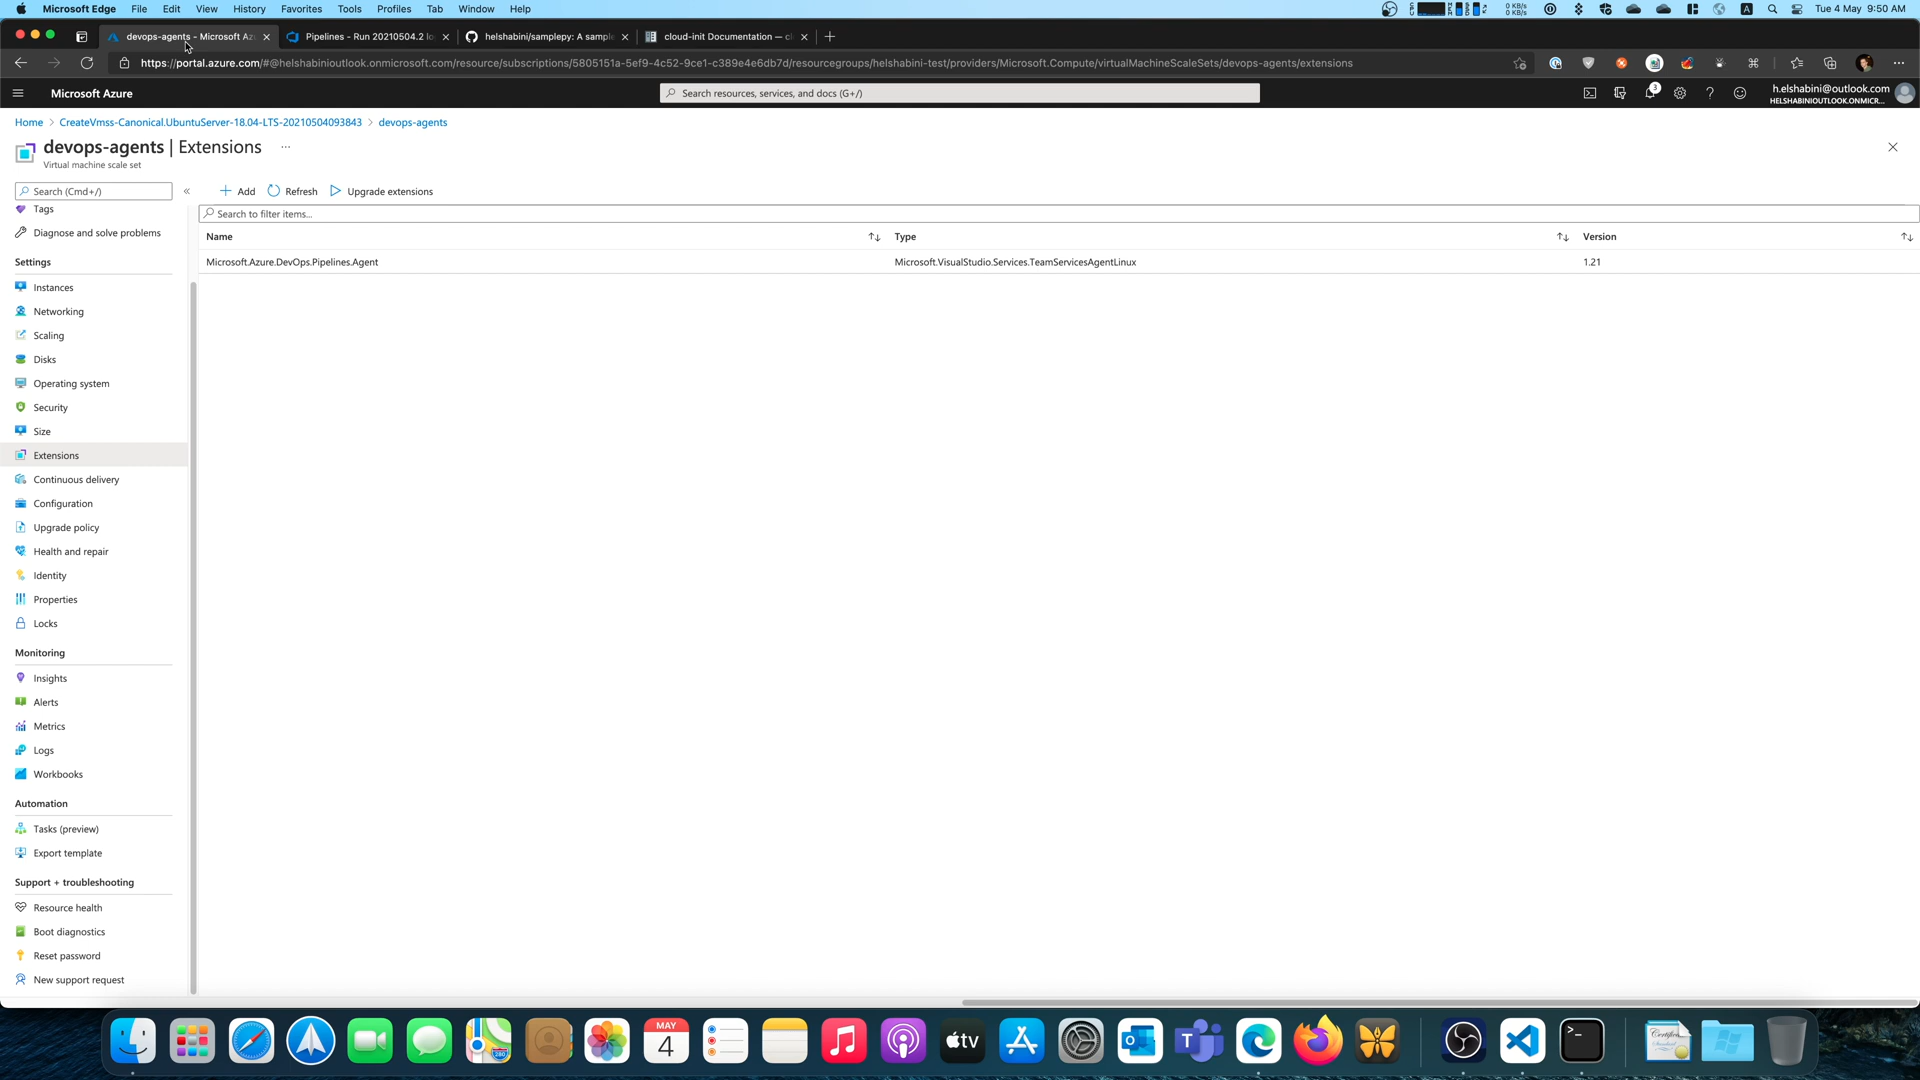 Microsoft Edge File Edit View History Favorites Tools Profiles Tab Window Help
0 KB/s
0 KB/s
Tue 4 May 9:50 AM
devops-agents - Microsoft Az
Pipelines - Run 20210504.2 lo
helshabini/samplepy: A sampl
cloud-init Documentation — cl
https://portal.azure.com/#@helshabinioutlook.onmicrosoft.com/resource/subscriptions/5805151a-5ef9-4c52-9ce1-c389e4e6db7d/resourcegroups/helshabini-test/providers/Microsoft.Compute/virtualMachineScaleSets/devops-agents/extensions
Microsoft Azure
Search resources, services, and docs (G+/)
3
h.elshabini@outlook.com
HELSHABINIOUTLOOK.ONMICR...
Home > CreateVmss-Canonical.UbuntuServer-18.04-LTS-20210504093843 > devops-agents
devops-agents | Extensions ...
Virtual machine scale set
Search (Cmd+/)
«
Add
Refresh
Upgrade extensions
Search to filter items...
Name
Type
Version
Microsoft.Azure.DevOps.Pipelines.Agent
Microsoft.VisualStudio.Services.TeamServicesAgentLinux
1.21
Tags
Diagnose and solve problems
Settings
Instances
Networking
Scaling
Disks
Operating system
Security
Size
Extensions
Continuous delivery
Configuration
Upgrade policy
Health and repair
Identity
Properties
Locks
Monitoring
Insights
Alerts
Metrics
Logs
Workbooks
Automation
Tasks (preview)
Export template
Support + troubleshooting
Resource health
Boot diagnostics
Reset password
New support request
MAY
4
tv